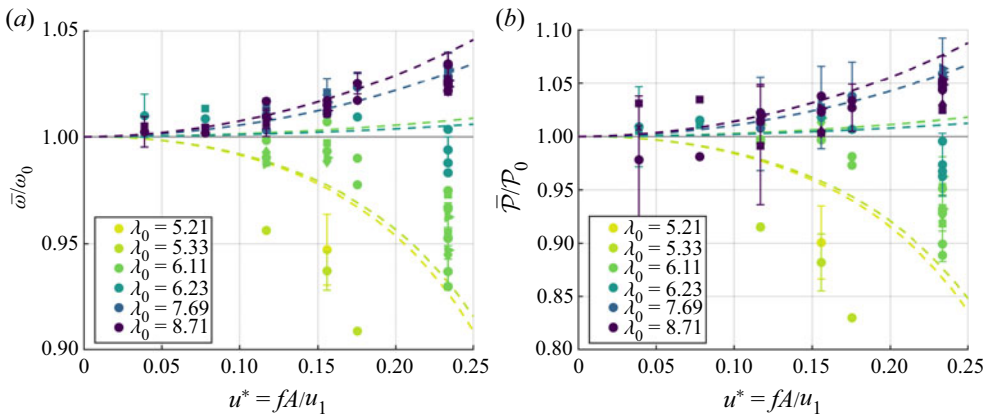 (a)
1.05
1.00
0.95
0.90
ω̄/ω₀
λ₀ = 5.21
λ₀ = 5.33
λ₀ = 6.11
λ₀ = 6.23
λ₀ = 7.69
λ₀ = 8.71
0 0.05 0.10 0.15 0.20 0.25
u* = fA/u₁
(b)
1.10
1.05
1.00
0.95
0.90
0.85
0.80
𝒫̄/𝒫₀
λ₀ = 5.21
λ₀ = 5.33
λ₀ = 6.11
λ₀ = 6.23
λ₀ = 7.69
λ₀ = 8.71
0 0.05 0.10 0.15 0.20 0.25
u* = fA/u₁